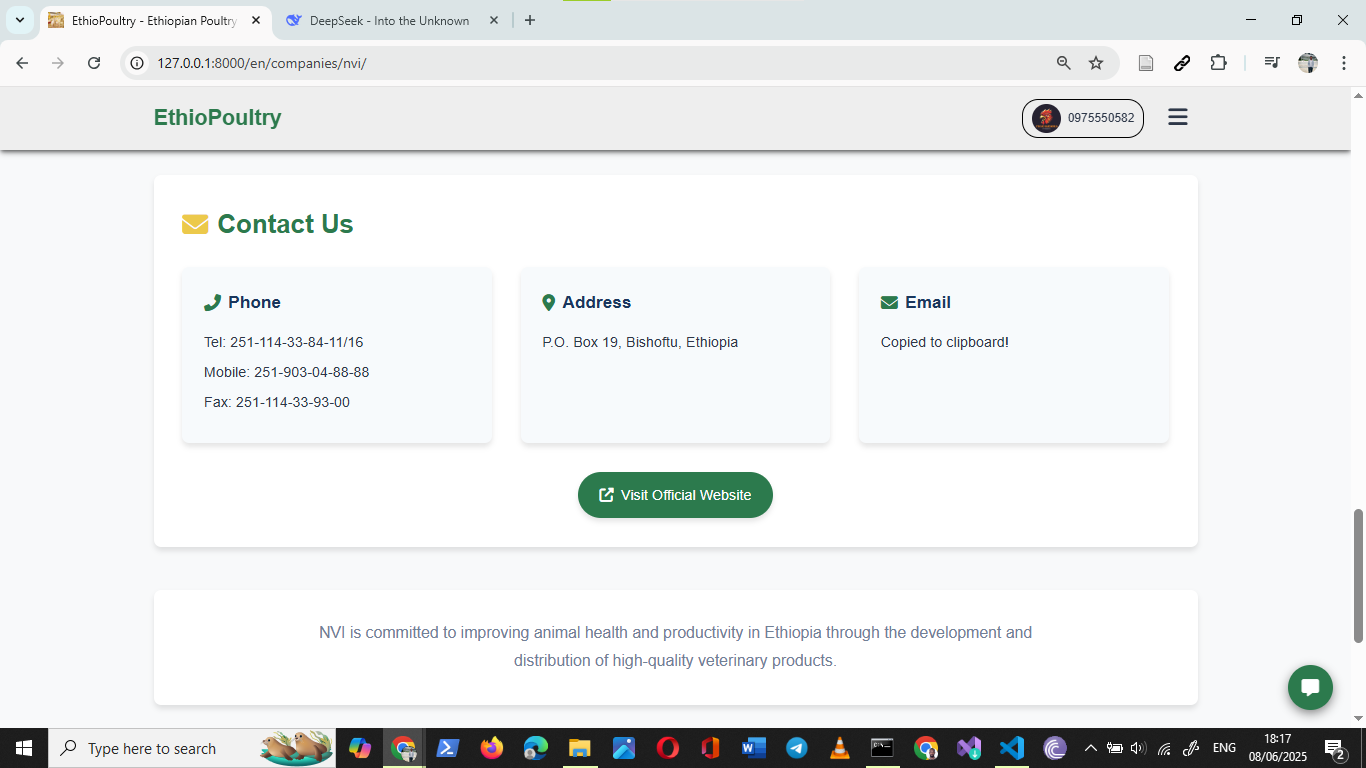 EthioPoultry - Ethiopian Poultry
DeepSeek - Into the Unknown
127.0.0.1:8000/en/companies/nvi/
EthioPoultry
0975550582
Contact Us
Phone
Tel: 251-114-33-84-11/16
Mobile: 251-903-04-88-88
Fax: 251-114-33-93-00
Address
P.O. Box 19, Bishoftu, Ethiopia
Email
Copied to clipboard!
Visit Official Website
NVI is committed to improving animal health and productivity in Ethiopia through the development and
distribution of high-quality veterinary products.
Type here to search
ENG
18:17
08/06/2025
2